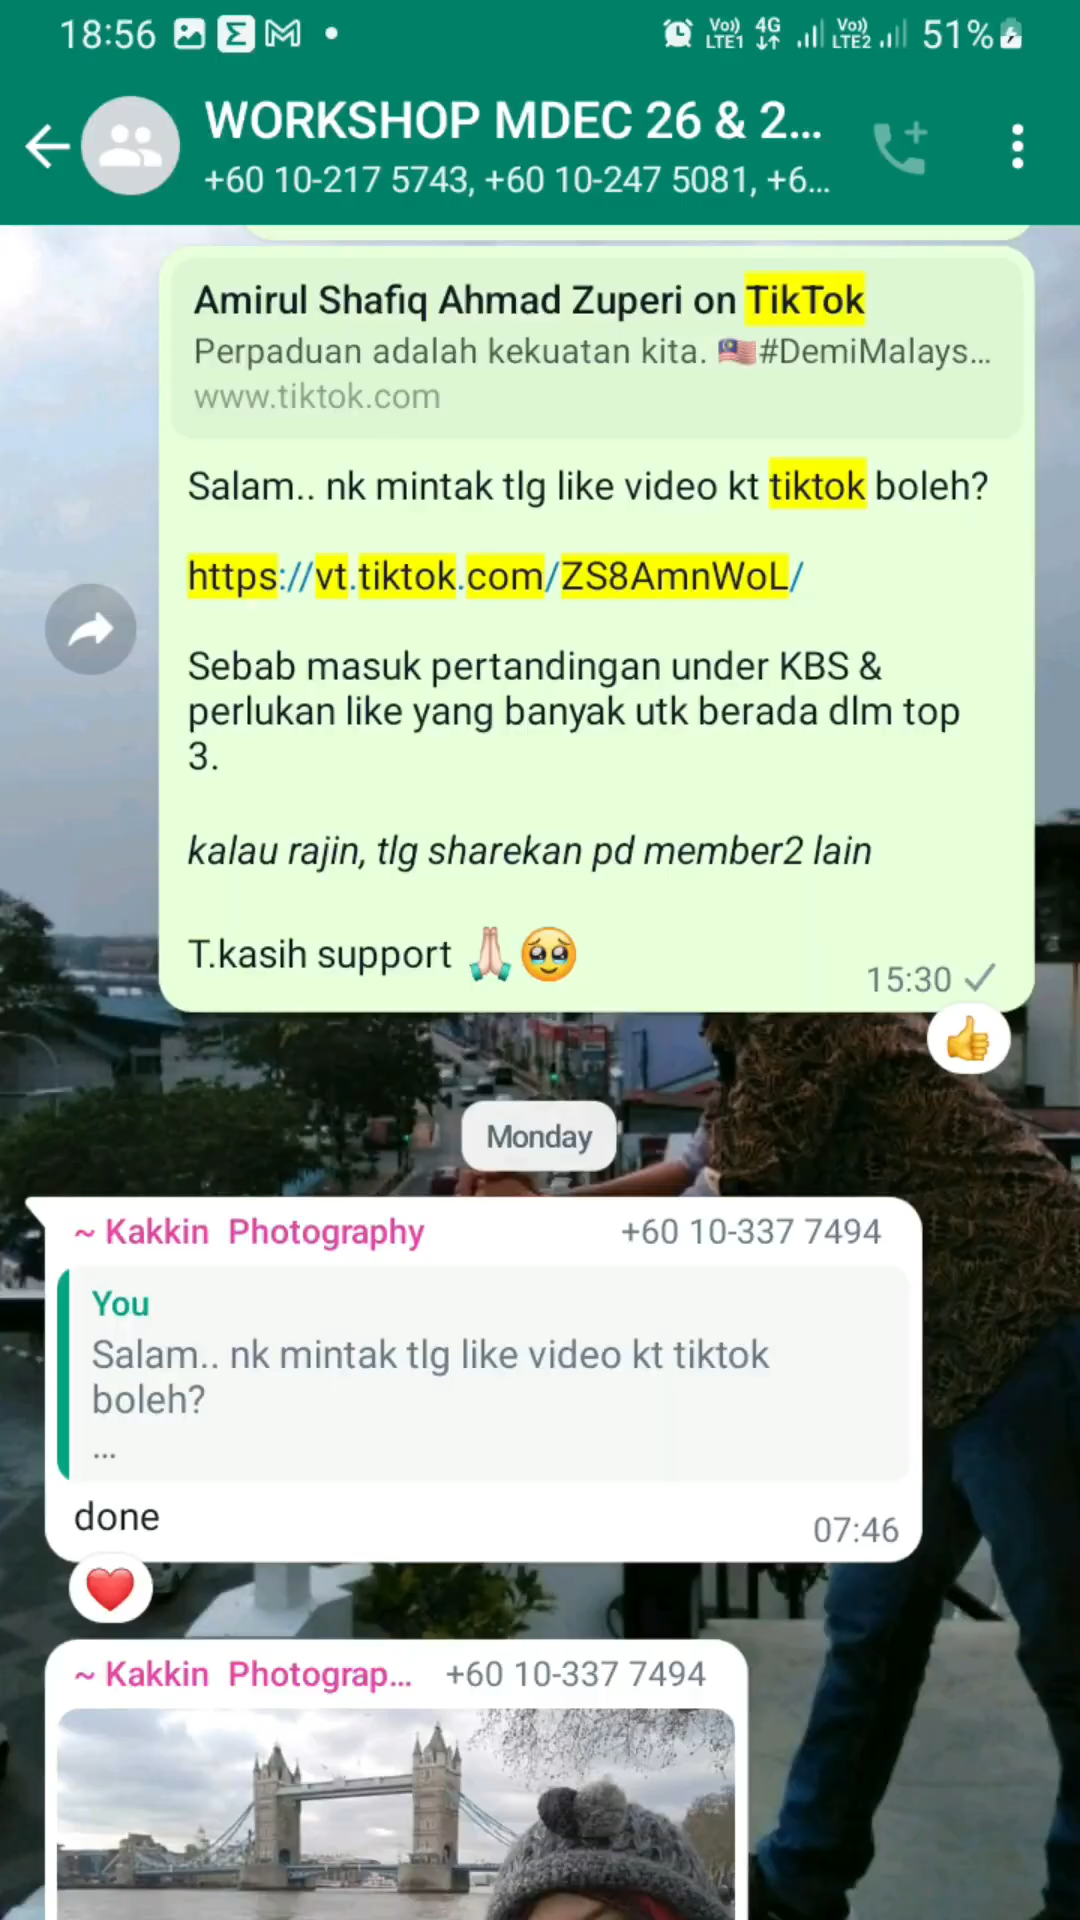 18:56
Vo)) LTE1 4G Vo)) LTE2 51%
WORKSHOP MDEC 26 & 2...
+60 10-217 5743, +60 10-247 5081, +6...
Amirul Shafiq Ahmad Zuperi on TikTok
Perpaduan adalah kekuatan kita. 🇲🇾#DemiMalays...
www.tiktok.com
Salam.. nk mintak tlg like video kt tiktok boleh?
https://vt.tiktok.com/ZS8AmnWoL/
Sebab masuk pertandingan under KBS &
perlukan like yang banyak utk berada dlm top
3.
kalau rajin, tlg sharekan pd member2 lain
T.kasih support 🙏🏻🥹
15:30
Monday
~ Kakkin Photography +60 10-337 7494
You
Salam.. nk mintak tlg like video kt tiktok
boleh?
...
done
07:46
~ Kakkin Photograp... +60 10-337 7494